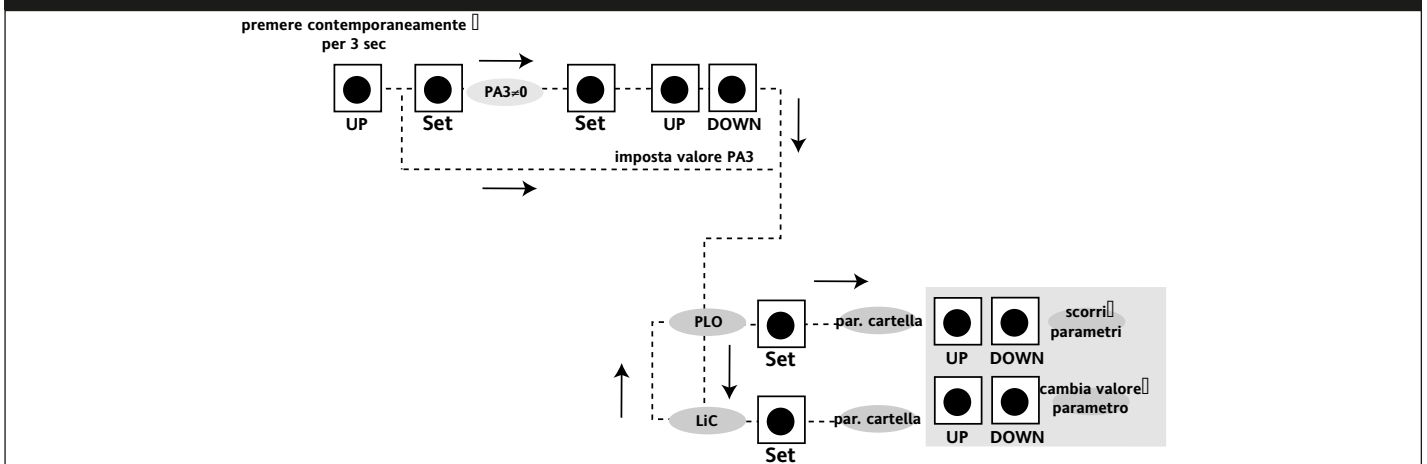 premere contemporaneamente
per 3 sec
PA3≠0
UP
Set
Set
UP
DOWN
imposta valore PA3
PLO
Set
par. cartella
UP
DOWN
scorri
parametri
LiC
Set
par. cartella
UP
DOWN
cambia valore
parametro